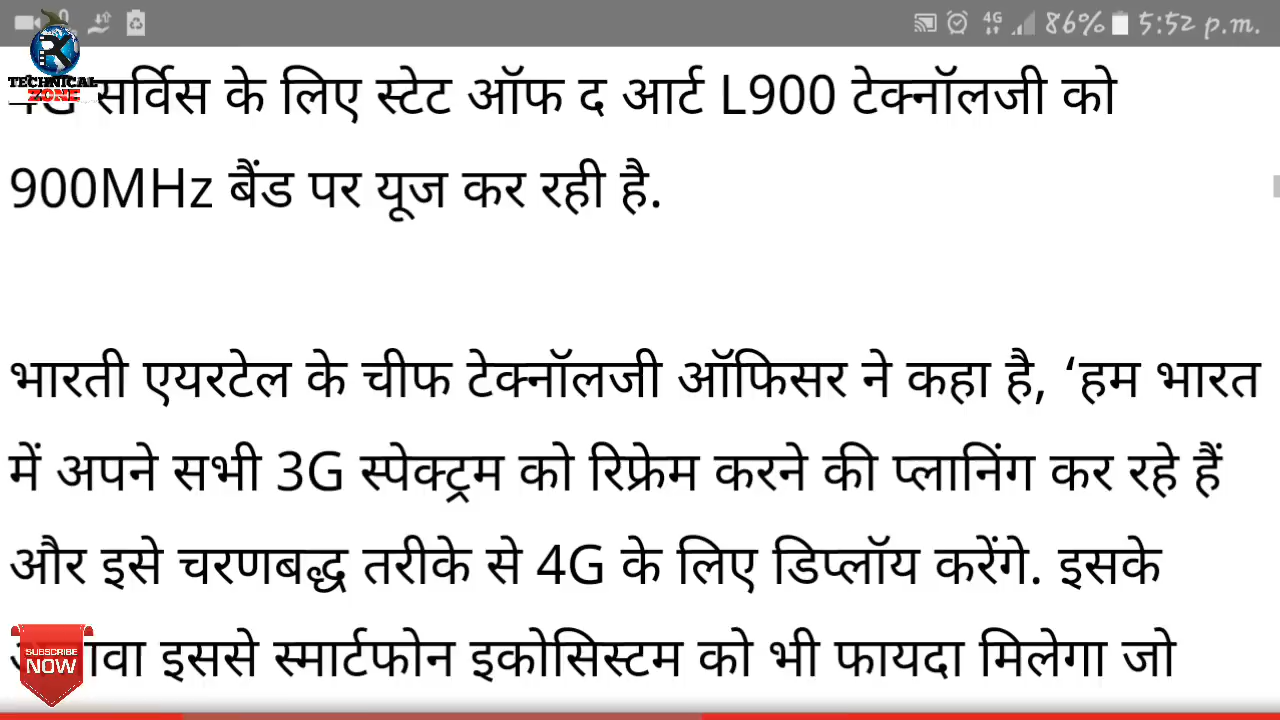 4G 86% 5:52 p.m.
TECHNICAL
ZONE
सर्विस के लिए स्टेट ऑफ द आर्ट L900 टेक्नॉलजी को
900MHz बैंड पर यूज कर रही है.
भारती एयरटेल के चीफ टेक्नॉलजी ऑफिसर ने कहा है, ‘हम भारत
में अपने सभी 3G स्पेक्ट्रम को रिफ्रेम करने की प्लानिंग कर रहे हैं
और इसे चरणबद्ध तरीके से 4G के लिए डिप्लॉय करेंगे. इसके
इससे स्मार्टफोन इकोसिस्टम को भी फायदा मिलेगा जो
SUBSCRIBE
NOW